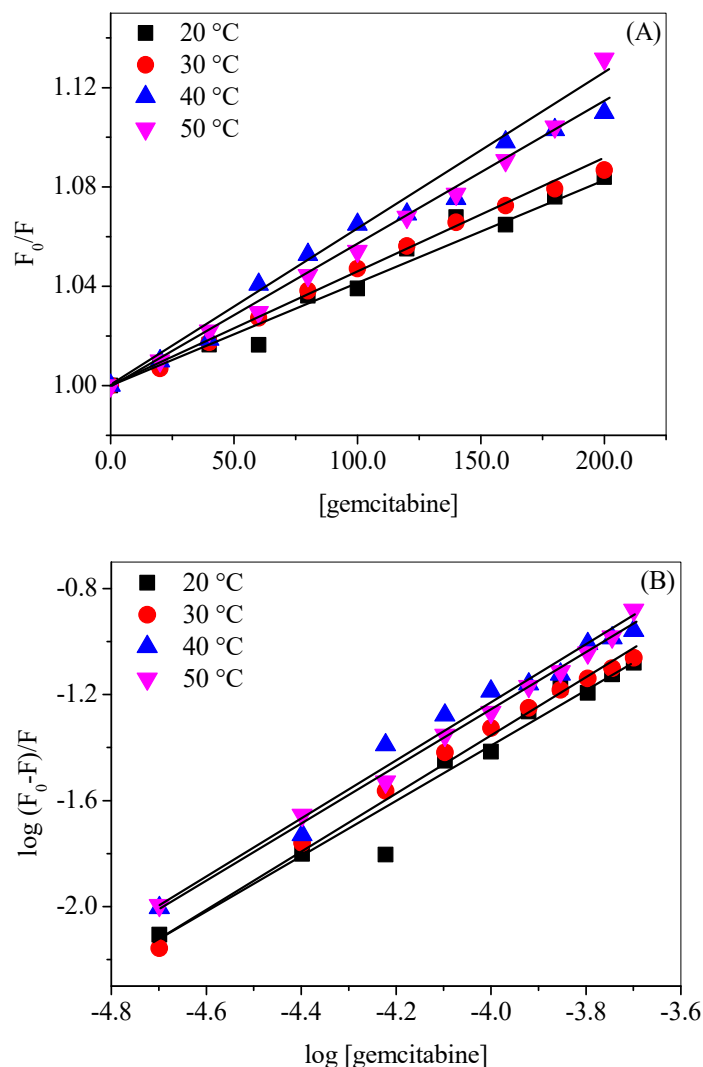 (A)
20 °C
30 °C
40 °C
50 °C
1.12
1.08
1.04
1.00
F₀/F
0.0 50.0 100.0 150.0 200.0
[gemcitabine]
(B)
20 °C
30 °C
40 °C
50 °C
-0.8
-1.2
-1.6
-2.0
log (F₀-F)/F
-4.8 -4.6 -4.4 -4.2 -4.0 -3.8 -3.6
log [gemcitabine]